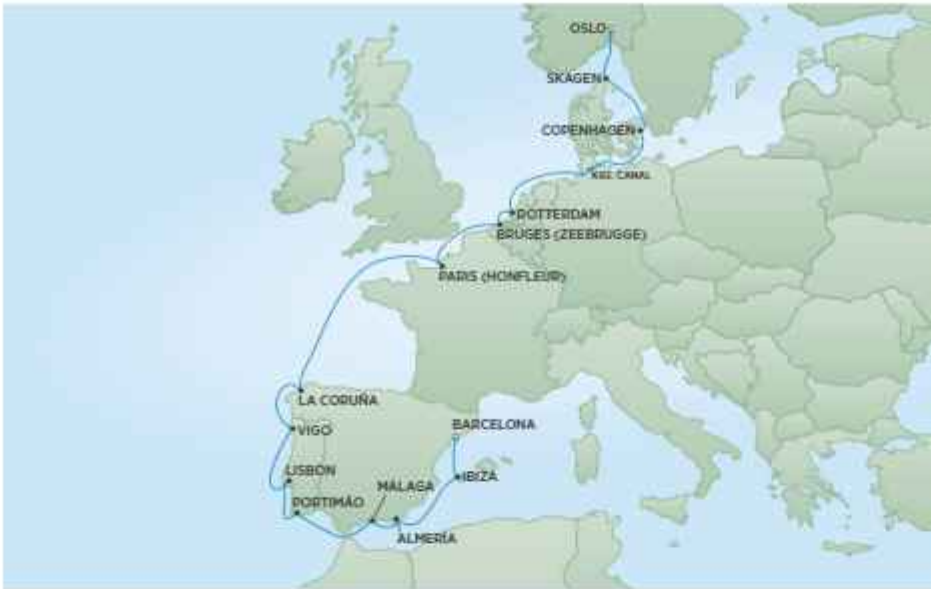 OSLO
SKAGEN
COPENHAGEN
KIEL CANAL
ROTTERDAM
BRUGES (ZEEBRUGGE)
PARIS (HONFLEUR)
LA CORUÑA
BARCELONA
VIGO
LISBON
IBIZA
MÁLAGA
PORTIMÃO
ALMERÍA